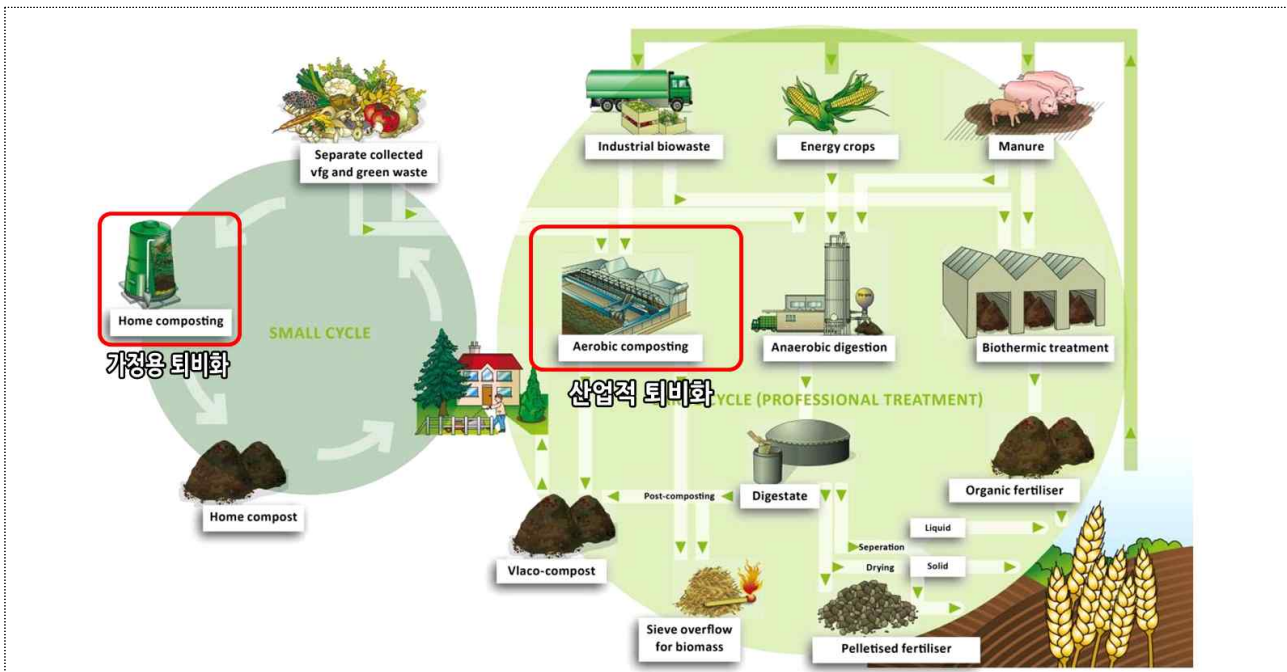 Separate collected
vfg and green waste
Industrial biowaste
Energy crops
Manure
Home composting
가정용 퇴비화
SMALL CYCLE
Aerobic composting
산업적 퇴비화
Anaerobic digestion
Biothermic treatment
CYCLE (PROFESSIONAL TREATMENT)
Home compost
Vlaco-compost
Post-composting
Digestate
Organic fertiliser
Liquid
Seperation
Drying
Solid
Sieve overflow
for biomass
Pelletised fertiliser